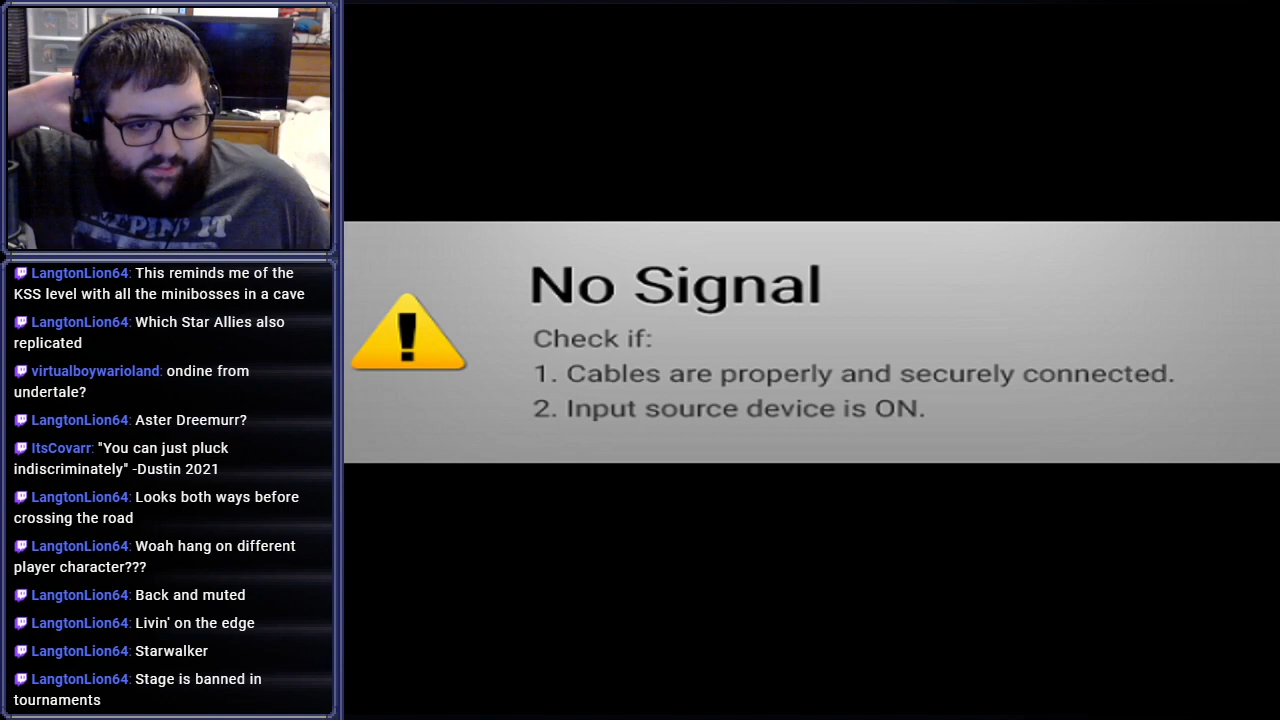 KEEPIN' IT
LangtonLion64: This reminds me of the
KSS level with all the minibosses in a cave
LangtonLion64: Which Star Allies also
replicated
virtualboywarioland: ondine from
undertale?
LangtonLion64: Aster Dreemurr?
ItsCovarr: "You can just pluck
indiscriminately" -Dustin 2021
LangtonLion64: Looks both ways before
crossing the road
LangtonLion64: Woah hang on different
player character???
LangtonLion64: Back and muted
LangtonLion64: Livin' on the edge
LangtonLion64: Starwalker
LangtonLion64: Stage is banned in
tournaments
No Signal
Check if:
1. Cables are properly and securely connected.
2. Input source device is ON.